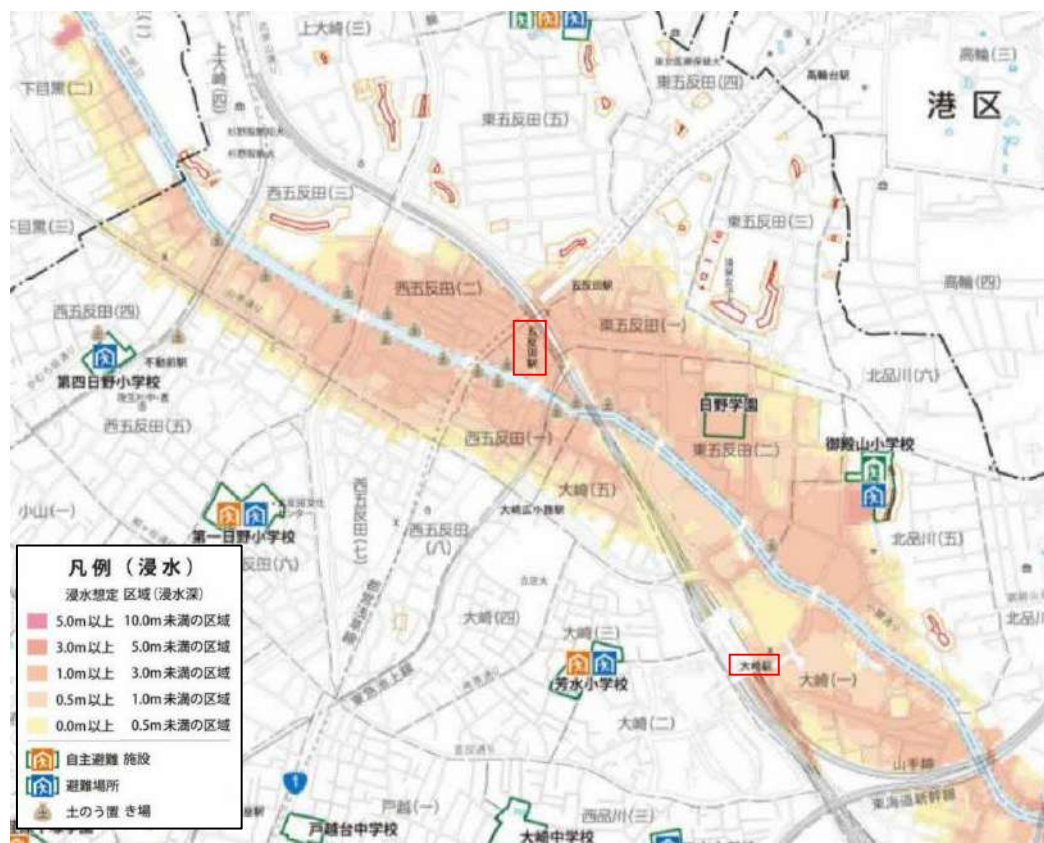 上大崎(三)
上大崎(四)
下目黒(二)
東五反田(四)
高輪台駅
高輪(三)
港区
東五反田(五)
西五反田(三)
下目黒(三)
東五反田(三)
高輪(四)
西五反田(二)
五反田駅
東五反田(一)
西五反田(四)
山手通り
五反田駅
不動前駅
第四日野小学校
北品川(六)
日野学園
西五反田(五)
西五反田(一)
東五反田(二)
御殿山小学校
大崎(五)
小山(一)
大崎広小路駅
第一日野小学校
西五反田(七)
西五反田(八)
北品川(五)
五反田(六)
大崎(四)
東急池上線
大崎(三)
芳水小学校
大崎駅
大崎(一)
大崎(二)
山手線
東海道新幹線
1
戸越(一)
戸越台中学校
西品川(三)
大崎中学校
凡例(浸水)
浸水想定 区域(浸水深)
5.0m以上 10.0m未満の区域
3.0m以上 5.0m未満の区域
1.0m以上 3.0m未満の区域
0.5m以上 1.0m未満の区域
0.0m以上 0.5m未満の区域
自主避難 施設
避難場所
土のう置 き場